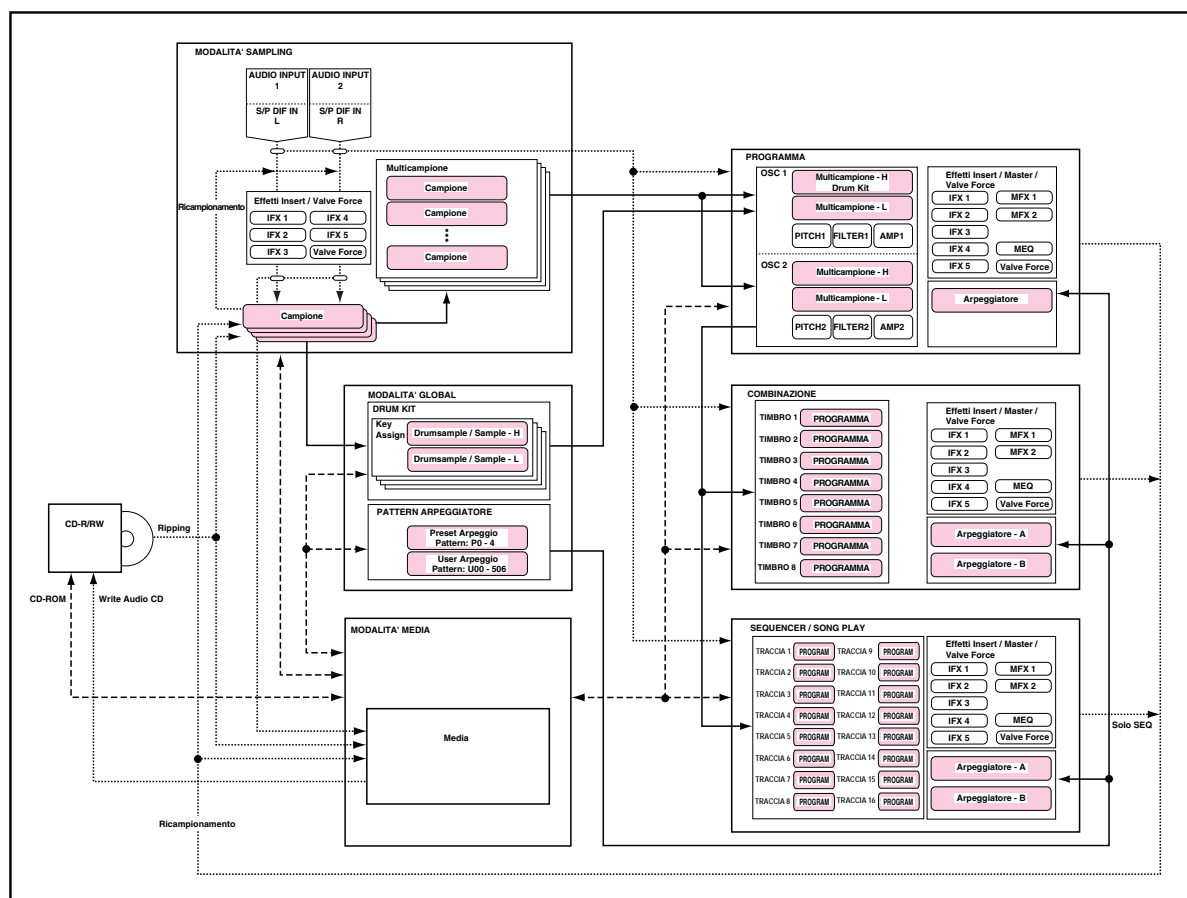 MODALITA' SAMPLING
AUDIO INPUT
1
AUDIO INPUT
2
S/P DIF IN
L
S/P DIF IN
R
Ricampionamento
Effetti Insert / Valve Force
IFX 1
IFX 4
IFX 2
IFX 5
IFX 3
Valve Force
Multicampione
Campione
Campione
Campione
Campione
MODALITA' GLOBAL
DRUM KIT
Key
Assign
Drumsample / Sample - H
Drumsample / Sample - L
PATTERN ARPEGGIATORE
Preset Arpeggio
Pattern: P0 - 4
User Arpeggio
Pattern: U00 - 506
CD-R/RW
Ripping
CD-ROM
Write Audio CD
MODALITA' MEDIA
Media
Ricampionamento
PROGRAMMA
OSC 1
Multicampione - H
Drum Kit
Multicampione - L
PITCH1
FILTER1
AMP1
OSC 2
Multicampione - H
Multicampione - L
PITCH2
FILTER2
AMP2
Effetti Insert / Master /
Valve Force
IFX 1
MFX 1
IFX 2
MFX 2
IFX 3
IFX 4
MEQ
IFX 5
Valve Force
Arpeggiatore
COMBINAZIONE
TIMBRO 1
PROGRAMMA
TIMBRO 2
PROGRAMMA
TIMBRO 3
PROGRAMMA
TIMBRO 4
PROGRAMMA
TIMBRO 5
PROGRAMMA
TIMBRO 6
PROGRAMMA
TIMBRO 7
PROGRAMMA
TIMBRO 8
PROGRAMMA
Effetti Insert / Master /
Valve Force
IFX 1
MFX 1
IFX 2
MFX 2
IFX 3
IFX 4
MEQ
IFX 5
Valve Force
Arpeggiatore - A
Arpeggiatore - B
SEQUENCER / SONG PLAY
TRACCIA 1
PROGRAM
TRACCIA 9
PROGRAM
TRACCIA 2
PROGRAM
TRACCIA 10
PROGRAM
TRACCIA 3
PROGRAM
TRACCIA 11
PROGRAM
TRACCIA 4
PROGRAM
TRACCIA 12
PROGRAM
TRACCIA 5
PROGRAM
TRACCIA 13
PROGRAM
TRACCIA 6
PROGRAM
TRACCIA 14
PROGRAM
TRACCIA 7
PROGRAM
TRACCIA 15
PROGRAM
TRACCIA 8
PROGRAM
TRACCIA 16
PROGRAM
Effetti Insert / Master /
Valve Force
IFX 1
MFX 1
IFX 2
MFX 2
IFX 3
IFX 4
MEQ
IFX 5
Valve Force
Arpeggiatore - A
Arpeggiatore - B
Solo SEQ